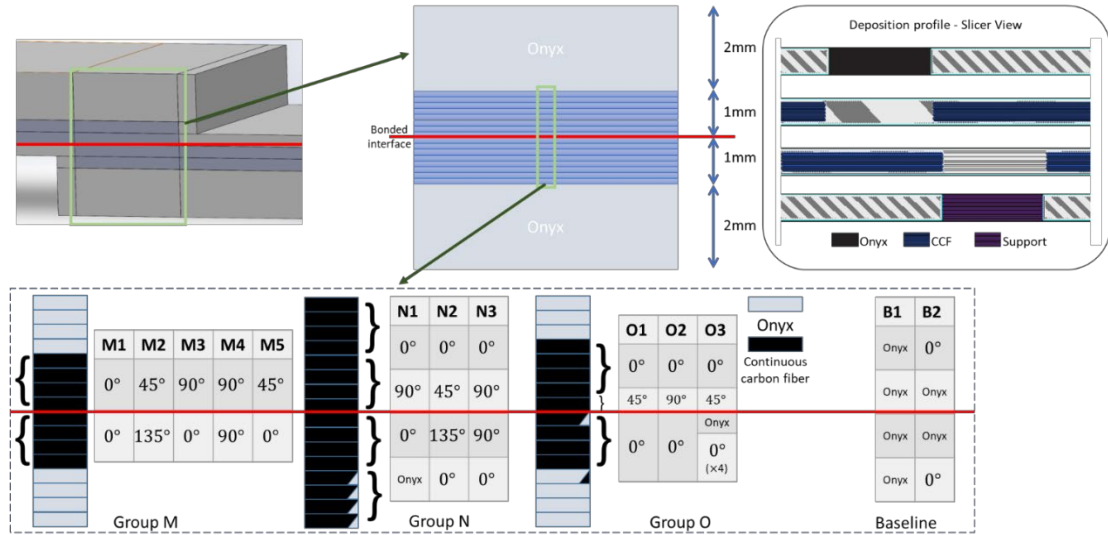 Onyx
Bonded
interface
Onyx
2mm
1mm
1mm
2mm
Deposition profile - Slicer View
Onyx CCF Support
M1 M2 M3 M4 M5
0° 45° 90° 90° 45°
0° 135° 0° 90° 0°
Group M
N1 N2 N3
0° 0° 0°
90° 45° 90°
0° 135° 90°
Onyx 0° 0°
Group N
O1 O2 O3
0° 0° 0°
45° 90° 45°
0° 0° Onyx
0°
(×4)
Group O
Onyx
Continuous
carbon fiber
B1 B2
Onyx 0°
Onyx Onyx
Onyx Onyx
Onyx 0°
Baseline